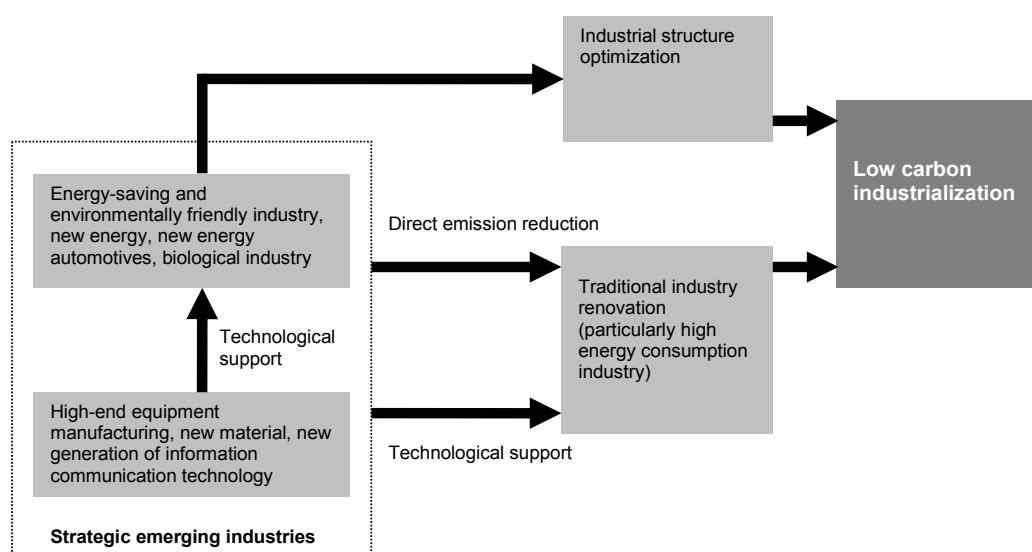 Industrial structure
optimization
Low carbon
industrialization
Energy-saving and
environmentally friendly industry,
new energy, new energy
automotives, biological industry
Direct emission reduction
Traditional industry
renovation
(particularly high
energy consumption
industry)
Technological
support
High-end equipment
manufacturing, new material, new
generation of information
communication technology
Technological support
Strategic emerging industries